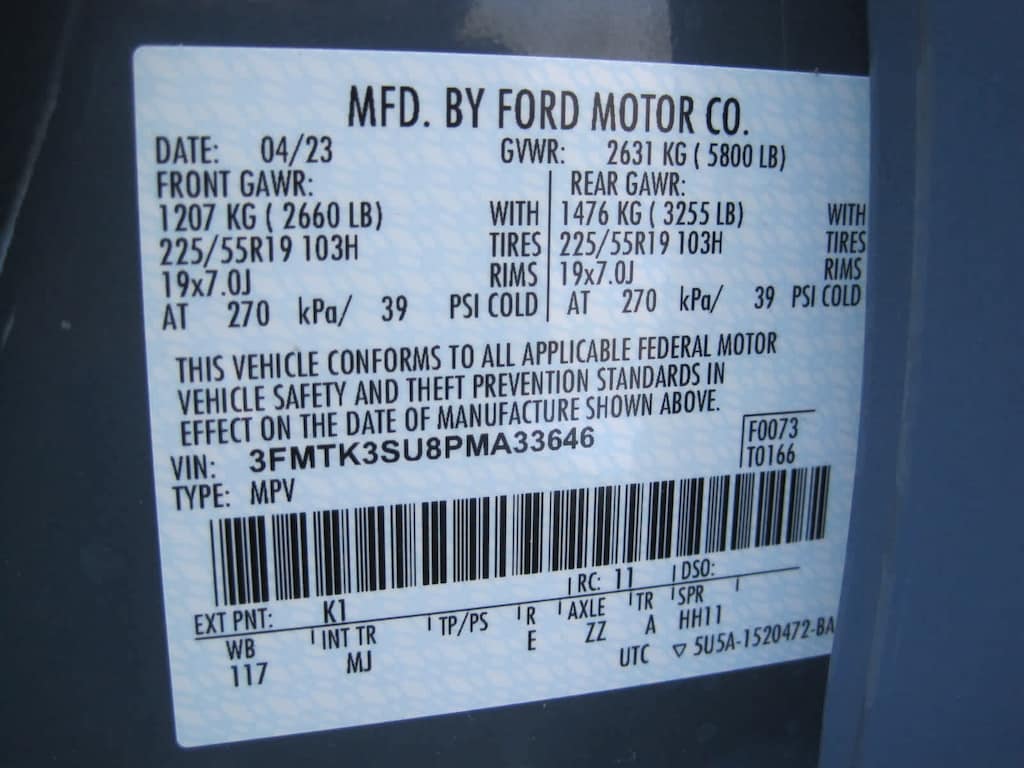 MFD. BY FORD MOTOR CO.
DATE: 04/23 GVWR: 2631 KG ( 5800 LB)
FRONT GAWR: REAR GAWR:
1207 KG ( 2660 LB) WITH 1476 KG ( 3255 LB) WITH
225/55R19 103H TIRES 225/55R19 103H TIRES
19x7.0J RIMS 19x7.0J RIMS
AT 270 kPa/ 39 PSI COLD AT 270 kPa/ 39 PSI COLD
THIS VEHICLE CONFORMS TO ALL APPLICABLE FEDERAL MOTOR
VEHICLE SAFETY AND THEFT PREVENTION STANDARDS IN
EFFECT ON THE DATE OF MANUFACTURE SHOWN ABOVE.
VIN: 3FMTK3SU8PMA33646 F0073
TYPE: MPV T0166
EXT PNT: K1 RC: 11 DSO:
WB INT TR TP/PS R AXLE TR SPR
117 MJ E ZZ A HH11
UTC ▽ 5U5A-1520472-BA